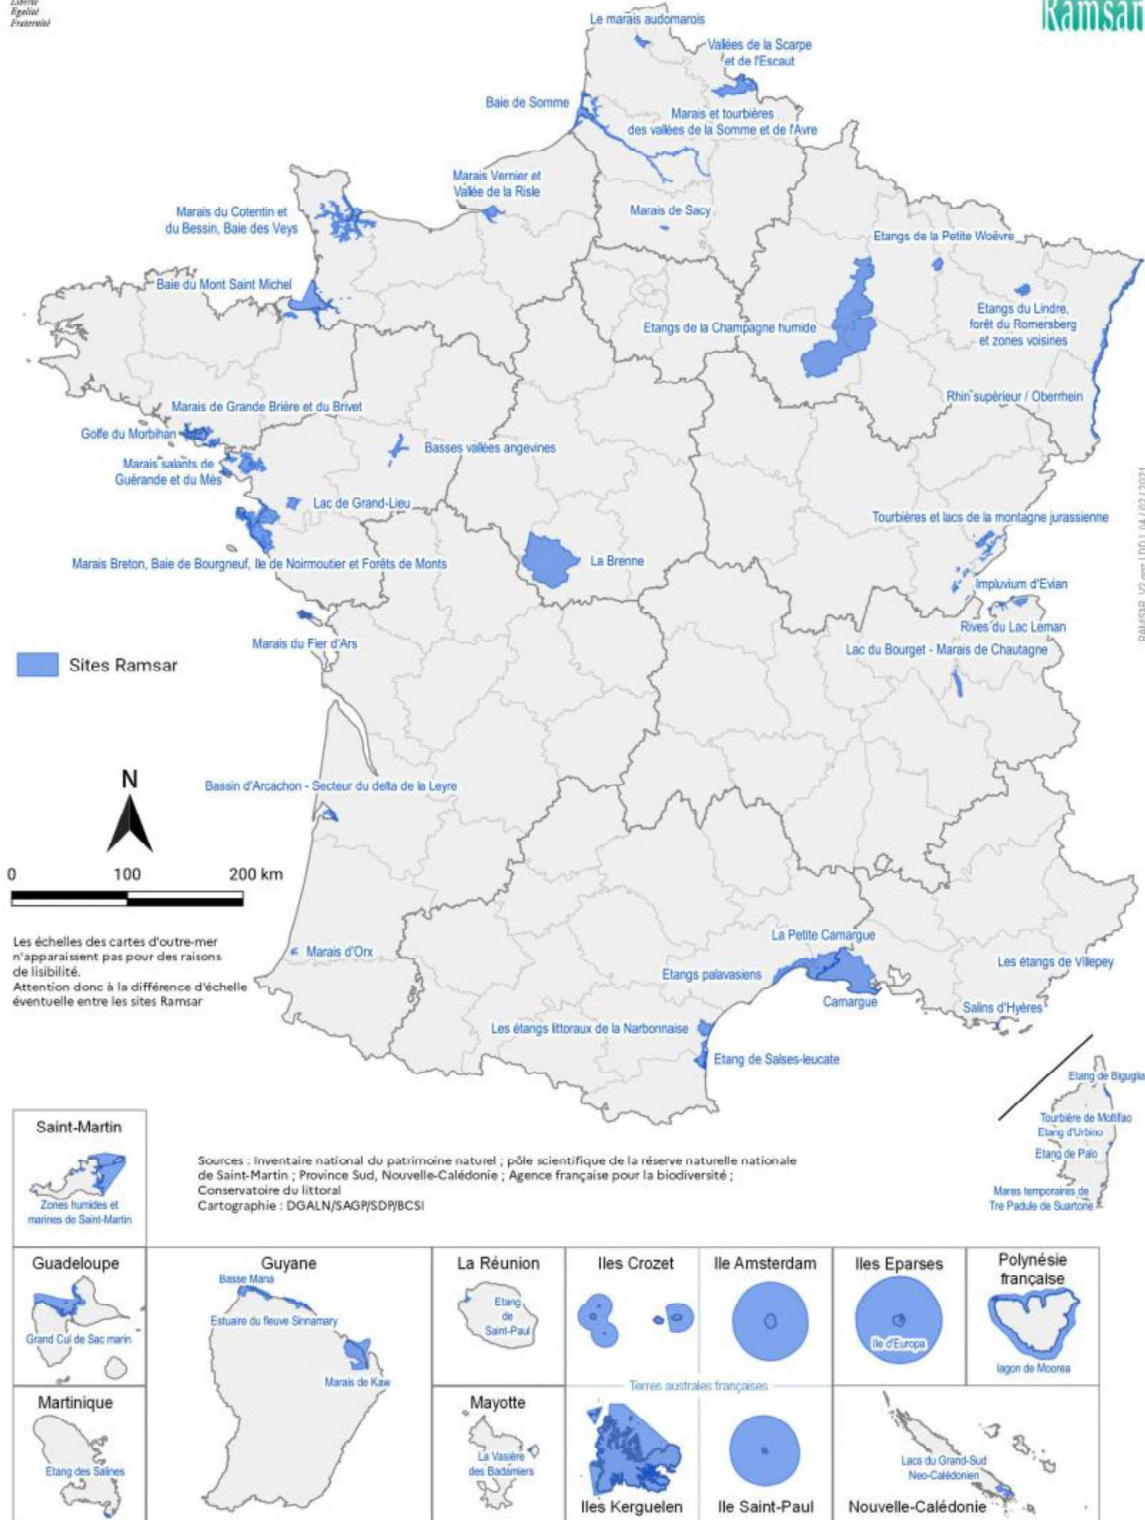 Liberté
Égalité
Fraternité
Ramsar
Le marais audomarois
Vallées de la Scarpe
et de l'Escaut
Baie de Somme
Marais et tourbières
des vallées de la Somme et de l'Avre
Marais Vernier et
Vallée de la Risle
Marais de Sacy
Marais du Cotentin et
du Bessin, Baie des Veys
Etangs de la Petite Woëvre
Baie du Mont Saint Michel
Etangs de la Champagne humide
Etangs du Lindre,
forêt du Romersberg
et zones voisines
Rhin supérieur / Oberrhein
Marais de Grande Brière et du Brivet
Golfe du Morbihan
Basses vallées angevines
Marais salants de
Guérande et du Mès
Lac de Grand-Lieu
Tourbières et lacs de la montagne jurassienne
Marais Breton, Baie de Bourgneuf, Ile de Noirmoutier et Forêts de Monts
La Brenne
Impluvium d'Evian
Rives du Lac Leman
Marais du Fier d'Ars
Lac du Bourget - Marais de Chautagne
Sites Ramsar
N
Bassin d'Arcachon - Secteur du delta de la Leyre
0 100 200 km
Les échelles des cartes d'outre-mer
n'apparaissent pas pour des raisons
de lisibilité.
Attention donc à la différence d'échelle
éventuelle entre les sites Ramsar
Marais d'Orx
La Petite Camargue
Etangs palavasiens
Camargue
Les étangs de Villepey
Salins d'Hyères
Les étangs littoraux de la Narbonnaise
Etang de Salses-leucate
Etang de Biguglia
Tourbière de Moltifao
Etang d'Urbino
Etang de Palo
Mares temporaires de
Tre Padule de Suartone
Saint-Martin
Zones humides et
marines de Saint-Martin
Sources : Inventaire national du patrimoine naturel ; pôle scientifique de la réserve naturelle nationale
de Saint-Martin ; Province Sud, Nouvelle-Calédonie ; Agence française pour la biodiversité ;
Conservatoire du littoral
Cartographie : DGALN/SAGP/SDP/BCSI
Guadeloupe
Grand Cul de Sac marin
Guyane
Basse Mana
Estuaire du fleuve Sinnamary
Marais de Kaw
La Réunion
Etang
de
Saint-Paul
Iles Crozet
Ile Amsterdam
Iles Eparses
Ile d'Europa
Polynésie
française
lagon de Moorea
Terres australes françaises
Martinique
Etang des Salines
Mayotte
La Vasière
des Badamiers
Iles Kerguelen
Ile Saint-Paul
Lacs du Grand-Sud
Neo-Calédonien
Nouvelle-Calédonie